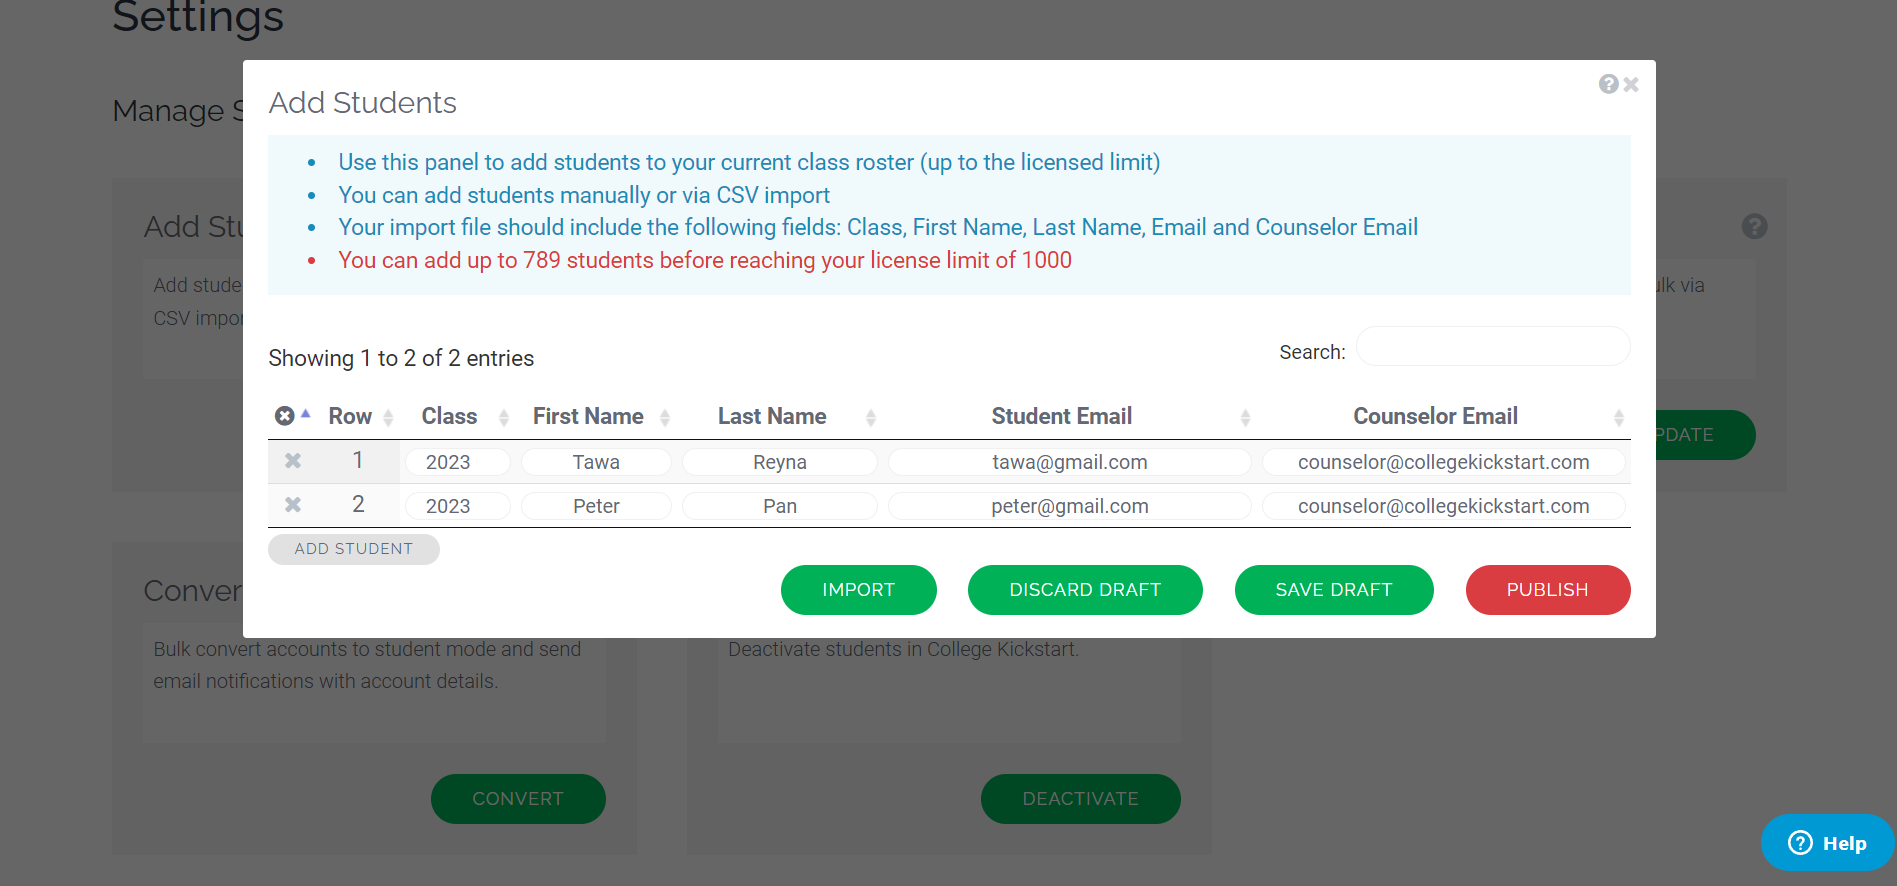 Settings
Manage S
Add Students
Use this panel to add students to your current class roster (up to the licensed limit)
You can add students manually or via CSV import
Your import file should include the following fields: Class, First Name, Last Name, Email and Counselor Email
You can add up to 789 students before reaching your license limit of 1000
Add Stu
Add stude
CSV impor
ulk via
PDATE
Showing 1 to 2 of 2 entries
Search:
Row Class First Name Last Name Student Email Counselor Email
1 2023 Tawa Reyna tawa@gmail.com counselor@collegekickstart.com
2 2023 Peter Pan peter@gmail.com counselor@collegekickstart.com
ADD STUDENT
IMPORT DISCARD DRAFT SAVE DRAFT PUBLISH
Conver
Bulk convert accounts to student mode and send
email notifications with account details.
CONVERT
Deactivate students in College Kickstart.
DEACTIVATE
Help